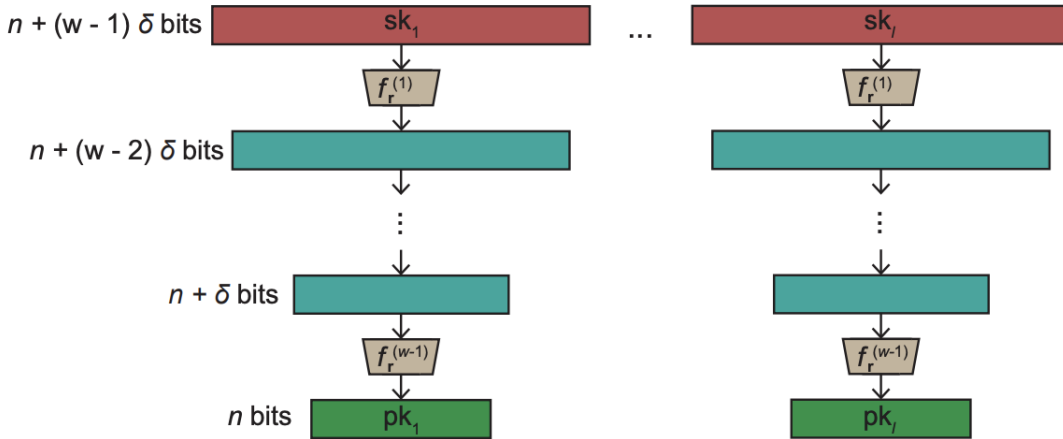 n + (w - 1) δ bits sk₁ ... skₗ
fᵣ⁽¹⁾ fᵣ⁽¹⁾
n + (w - 2) δ bits
⋮ ⋮
n + δ bits
fᵣ⁽ʷ⁻¹⁾ fᵣ⁽ʷ⁻¹⁾
n bits pk₁ pkₗ